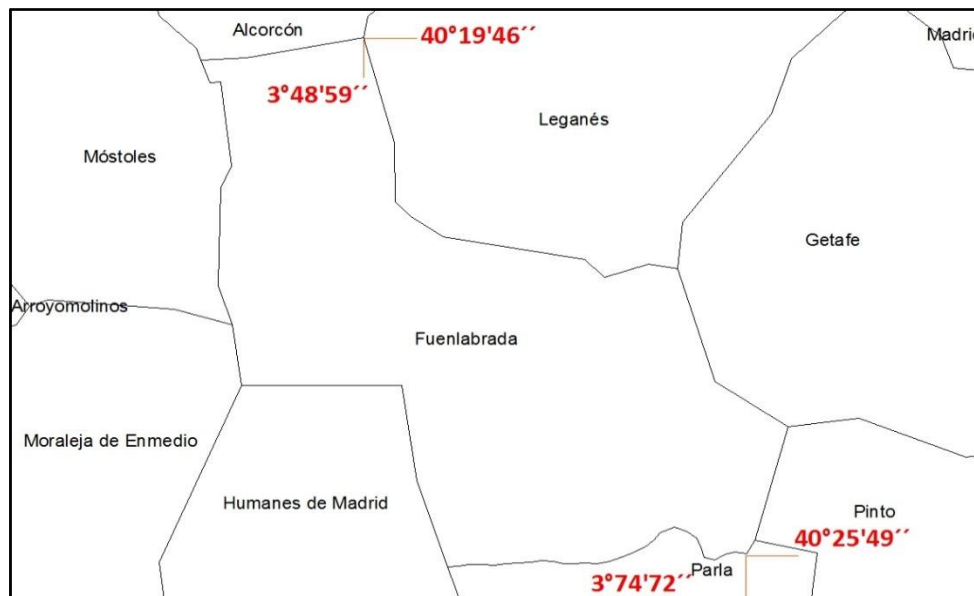 Alcorcón
40°19'46´´
Madrid
3°48'59´´
Leganés
Móstoles
Getafe
Arroyomolinos
Fuenlabrada
Moraleja de Enmedio
Humanes de Madrid
Pinto
40°25'49´´
Parla
3°74'72´´